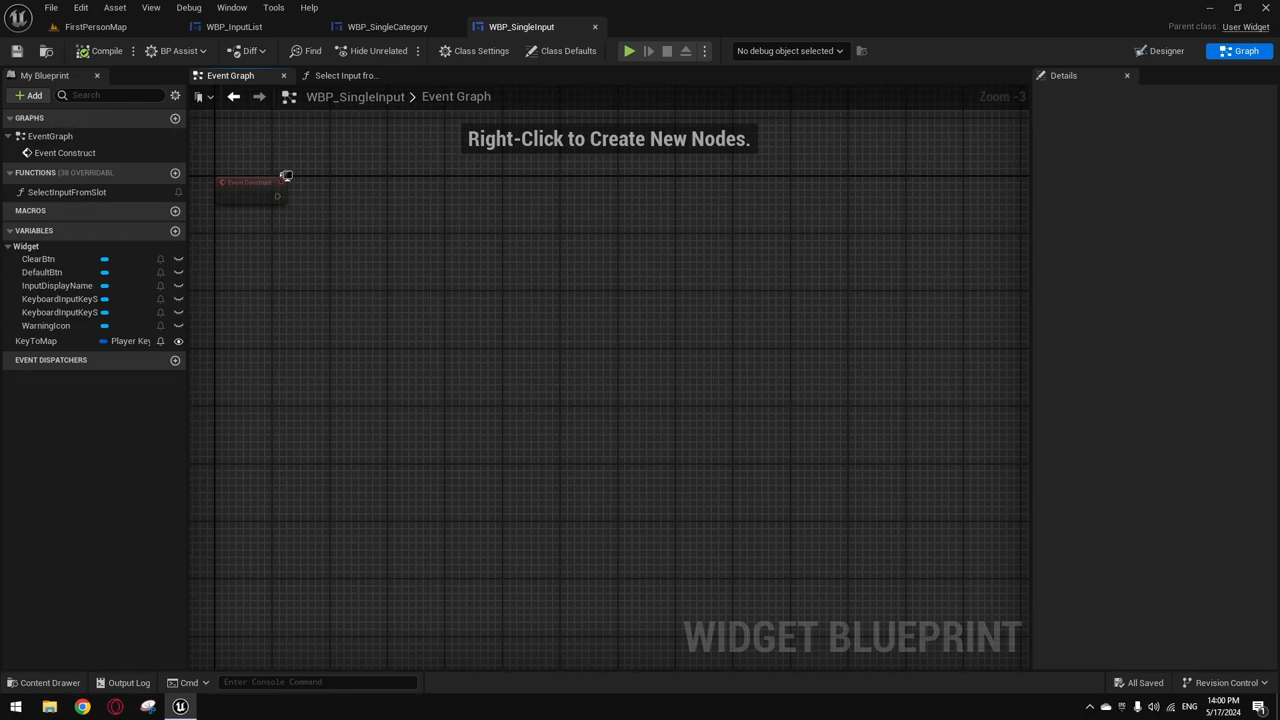 File Edit Asset View Debug Window Tools Help
FirstPersonMap WBP_InputList WBP_SingleCategory WBP_SingleInput Parent class: User Widget
Compile BP Assist Diff Find Hide Unrelated Class Settings Class Defaults No debug object selected Designer Graph
My Blueprint Event Graph Select Input fro... Details
Add Search WBP_SingleInput > Event Graph Zoom -3
GRAPHS
Right-Click to Create New Nodes.
EventGraph
Event Construct
FUNCTIONS (38 OVERRIDABL
Event Construct
SelectInputFromSlot
MACROS
VARIABLES
Widget
ClearBtn
DefaultBtn
InputDisplayName
KeyboardInputKeyS
KeyboardInputKeyS
WarningIcon
KeyToMap Player Key
EVENT DISPATCHERS
WIDGET BLUEPRINT
Content Drawer Output Log Cmd Enter Console Command All Saved Revision Control
ENG 14:00 PM
5/17/2024